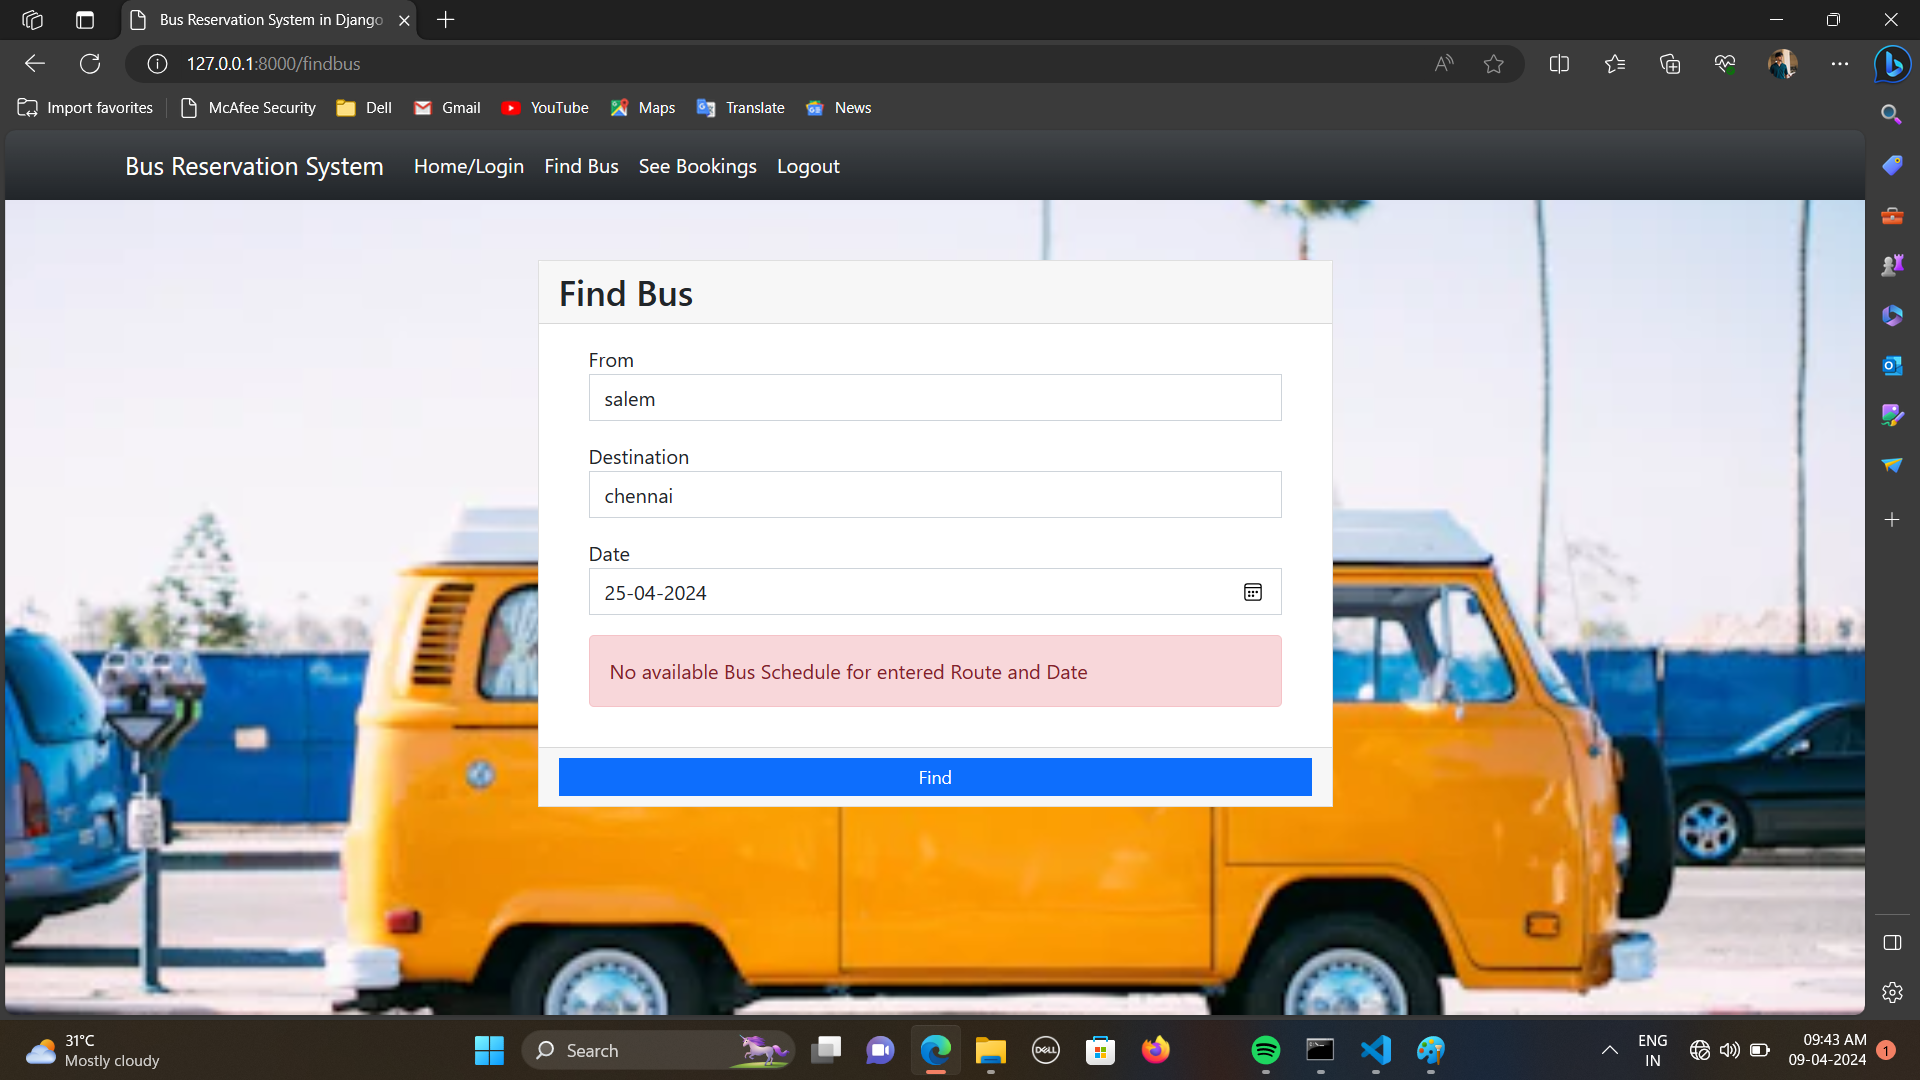 Bus Reservation System in Django
127.0.0.1:8000/findbus
Import favorites
McAfee Security
Dell
Gmail
YouTube
Maps
Translate
News
Bus Reservation System
Home/Login
Find Bus
See Bookings
Logout
Find Bus
From
salem
Destination
chennai
Date
25-04-2024
No available Bus Schedule for entered Route and Date
Find
31°C
Mostly cloudy
Search
DELL
ENG
IN
09:43 AM
09-04-2024
1